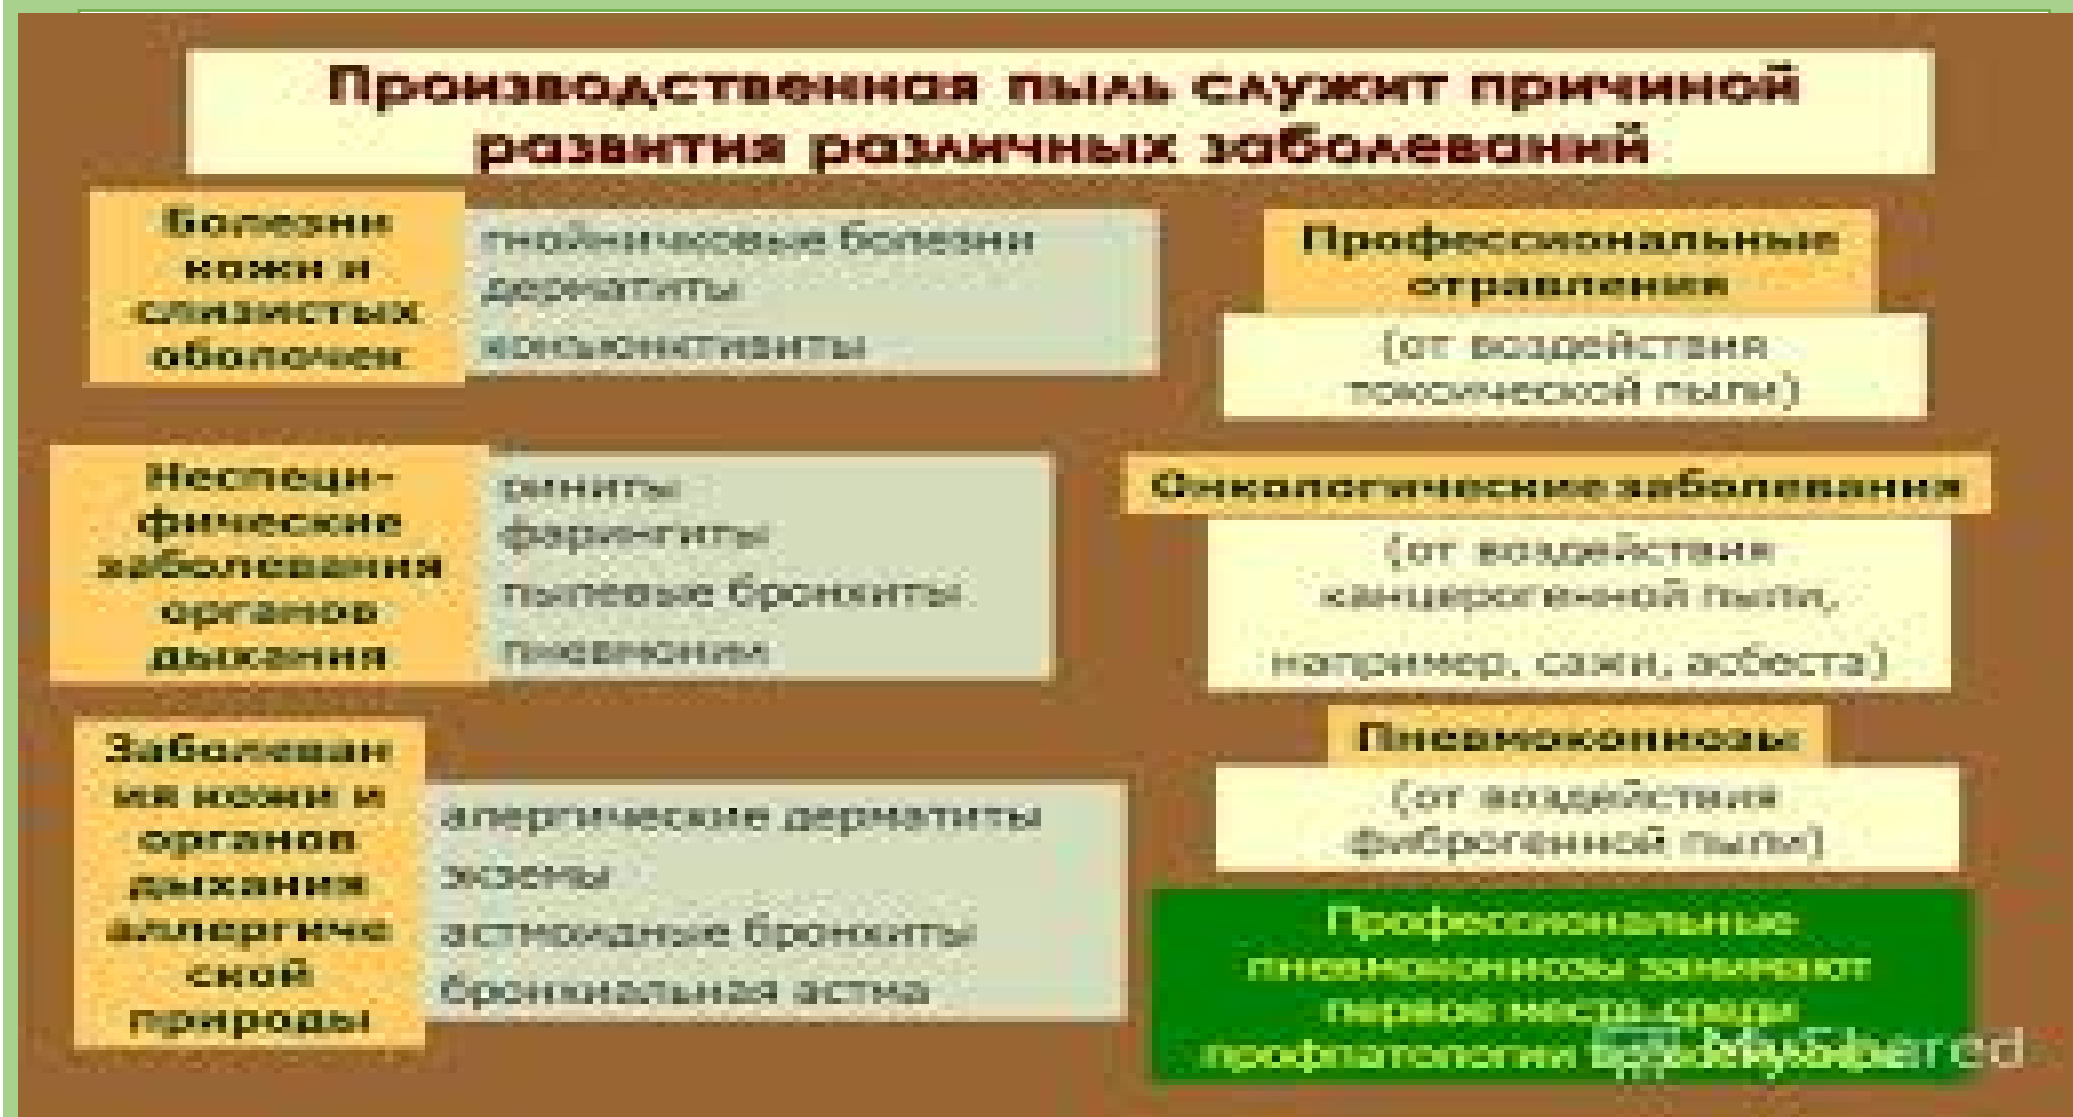 Производственная пыль служит причиной
развития различных заболеваний
Болезни
кожи и
слизистых
оболочек
гнойничковые болезни
дерматиты
конъюнктивиты
Профессиональные
отравления
(от воздействия
токсической пыли)
Неспеци-
фические
заболевания
органов
дыхания
риниты
фарингиты
пылевые бронхиты
пневмонии
Онкологические заболевания
(от воздействия
канцерогенной пыли,
например, сажи, асбеста)
Заболеван
ия кожи и
органов
дыхания
аллергиче
ской
природы
алергические дерматиты
экземы
астмоидные бронхиты
бронхиальная астма
Пневмокониозы
(от воздействия
фиброгенной пыли)
Профессиональные
пневмокониозы занимают
первое место среди
профпатологии
MyShared